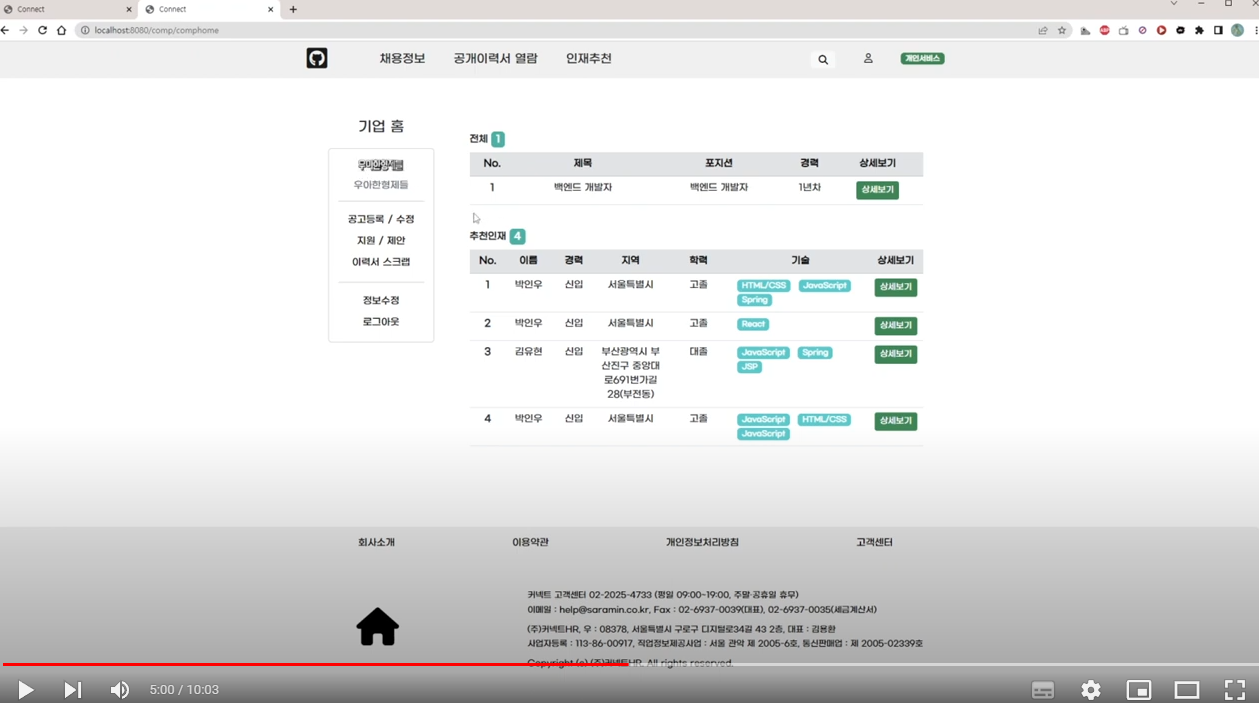 Connect
Connect
localhost:8080/comp/comphome
채용정보 공개이력서 열람 인재추천 개인서비스
기업 홈
우아한형제들
공고등록 / 수정
지원 / 제안
이력서 스크랩
정보수정
로그아웃
전체 1
No. 제목 포지션 경력 상세보기
1 백엔드 개발자 백엔드 개발자 1년차 상세보기
추천인재 4
No. 이름 경력 지역 학력 기술 상세보기
1 박인우 신입 서울특별시 고졸 HTML/CSS JavaScript 상세보기
Spring
2 박인우 신입 서울특별시 고졸 React 상세보기
3 김유현 신입 부산광역시 부 대졸 JavaScript Spring 상세보기
산진구 중앙대 JSP
로691번가길
28(부전동)
4 박인우 신입 서울특별시 고졸 JavaScript HTML/CSS 상세보기
JavaScript
회사소개 이용약관 개인정보처리방침 고객센터
커넥트 고객센터 02-2025-4733 (평일 09:00~19:00, 주말·공휴일 휴무)
이메일 : help@saramin.co.kr, Fax : 02-6937-0039(대표), 02-6937-0035(세금계산서)
(주)커넥트HR, 우 : 08378, 서울특별시 구로구 디지털로34길 43 2층, 대표 : 김용환
사업자등록 : 113-86-00917, 직업정보제공사업 : 서울 관악 제 2005-6호, 통신판매업 : 제 2005-02339호
Copyright (c) (주)커넥트HR. All rights reserved.
5:00 / 10:03